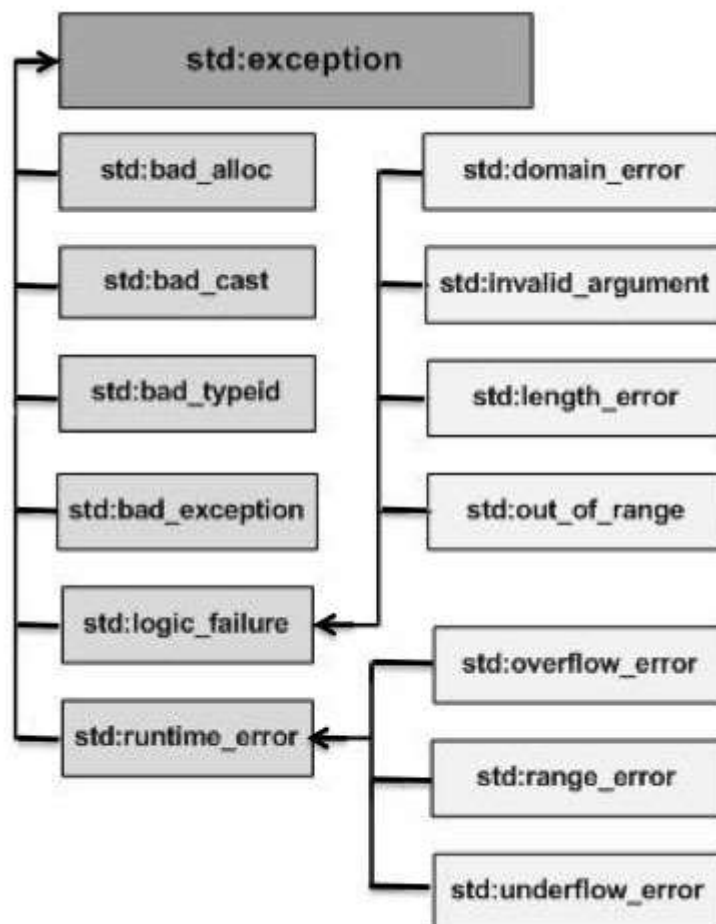 std:exception
std:bad_alloc
std:bad_cast
std:bad_typeid
std:bad_exception
std:logic_failure
std:runtime_error
std:domain_error
std:invalid_argument
std:length_error
std:out_of_range
std:overflow_error
std:range_error
std:underflow_error